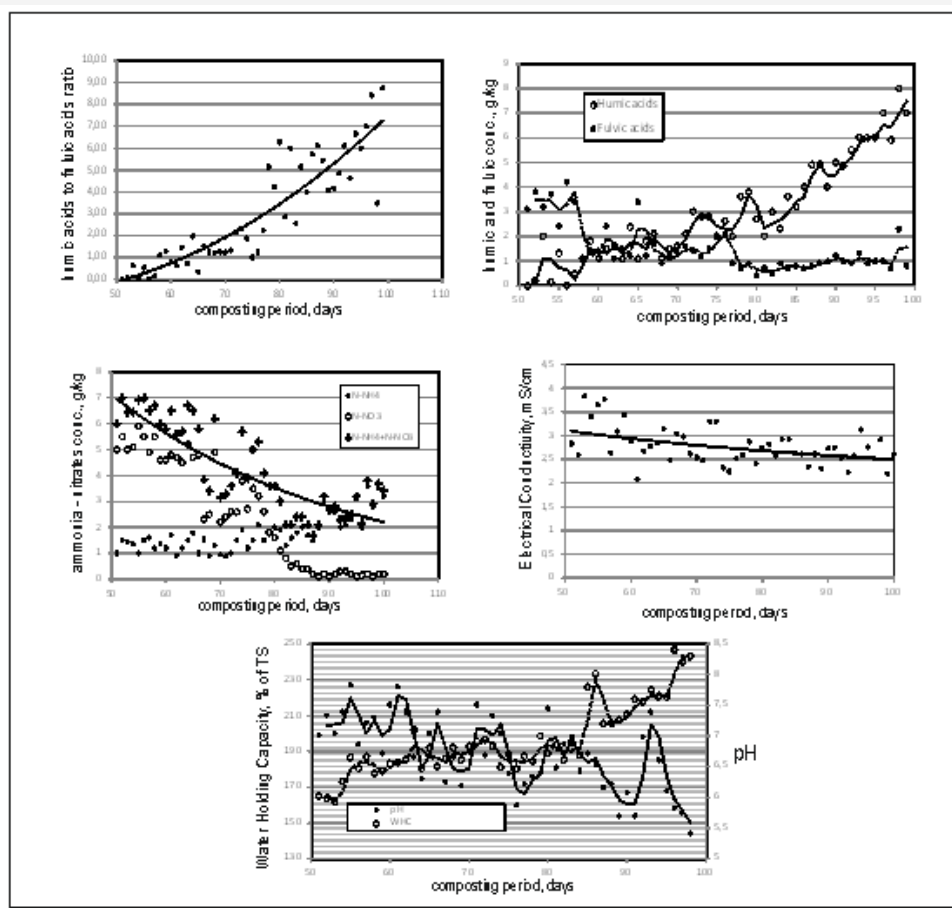 humic acids to fulvic acids ratio
10,00
9,00
8,00
7,00
6,00
5,00
4,00
3,00
2,00
1,00
0,00
50 60 70 80 90 100 110
composting period, days
humic and fulvic conc., g/kg
9
8
7
6
5
4
3
2
1
0
Humic acids
Fulvic acids
50 55 60 65 70 75 80 85 90 95 100
composting period, days
ammonia - nitrates conc., g/kg
8
7
6
5
4
3
2
1
0
N-NH4
N-NO3
N-NH4+N-NO3
50 60 70 80 90 100 110
composting period, days
Electrical Conductivity, mS/cm
4,5
4
3,5
3
2,5
2
1,5
1
0,5
0
50 60 70 80 90 100
composting period, days
Water Holding Capacity, % of TS
250
230
210
190
170
150
130
8,5
8
7,5
7
6,5
6
5,5
5
pH
pH
WHC
50 60 70 80 90 100
composting period, days